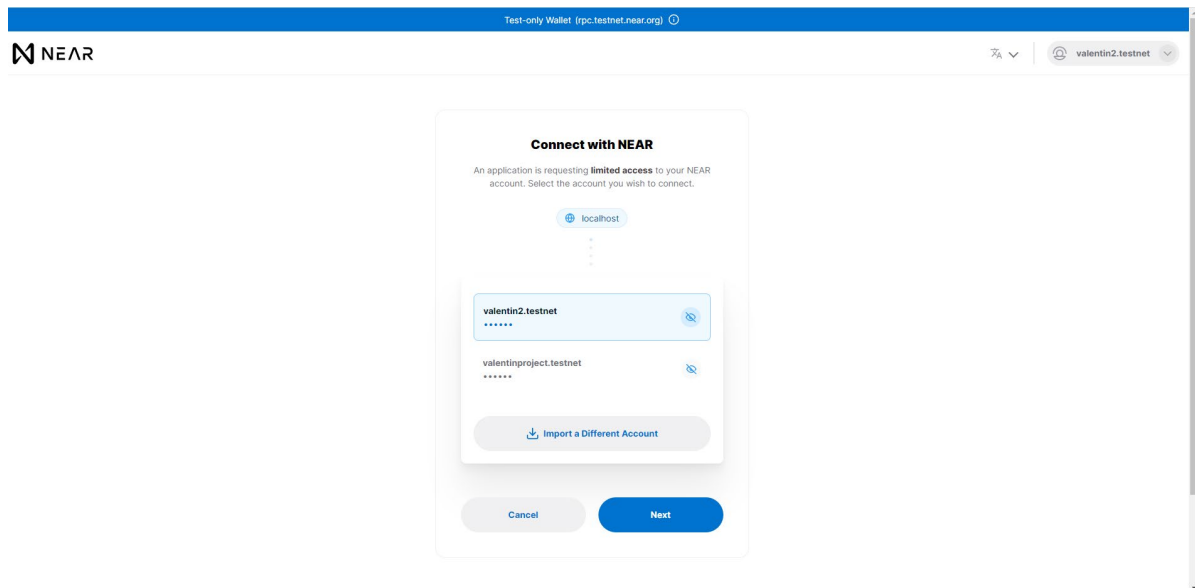 Test-only Wallet (rpc.testnet.near.org)
NEAR
valentin2.testnet
Connect with NEAR
An application is requesting limited access to your NEAR
account. Select the account you wish to connect.
localhost
valentin2.testnet
••••••
valentinproject.testnet
••••••
Import a Different Account
Cancel
Next